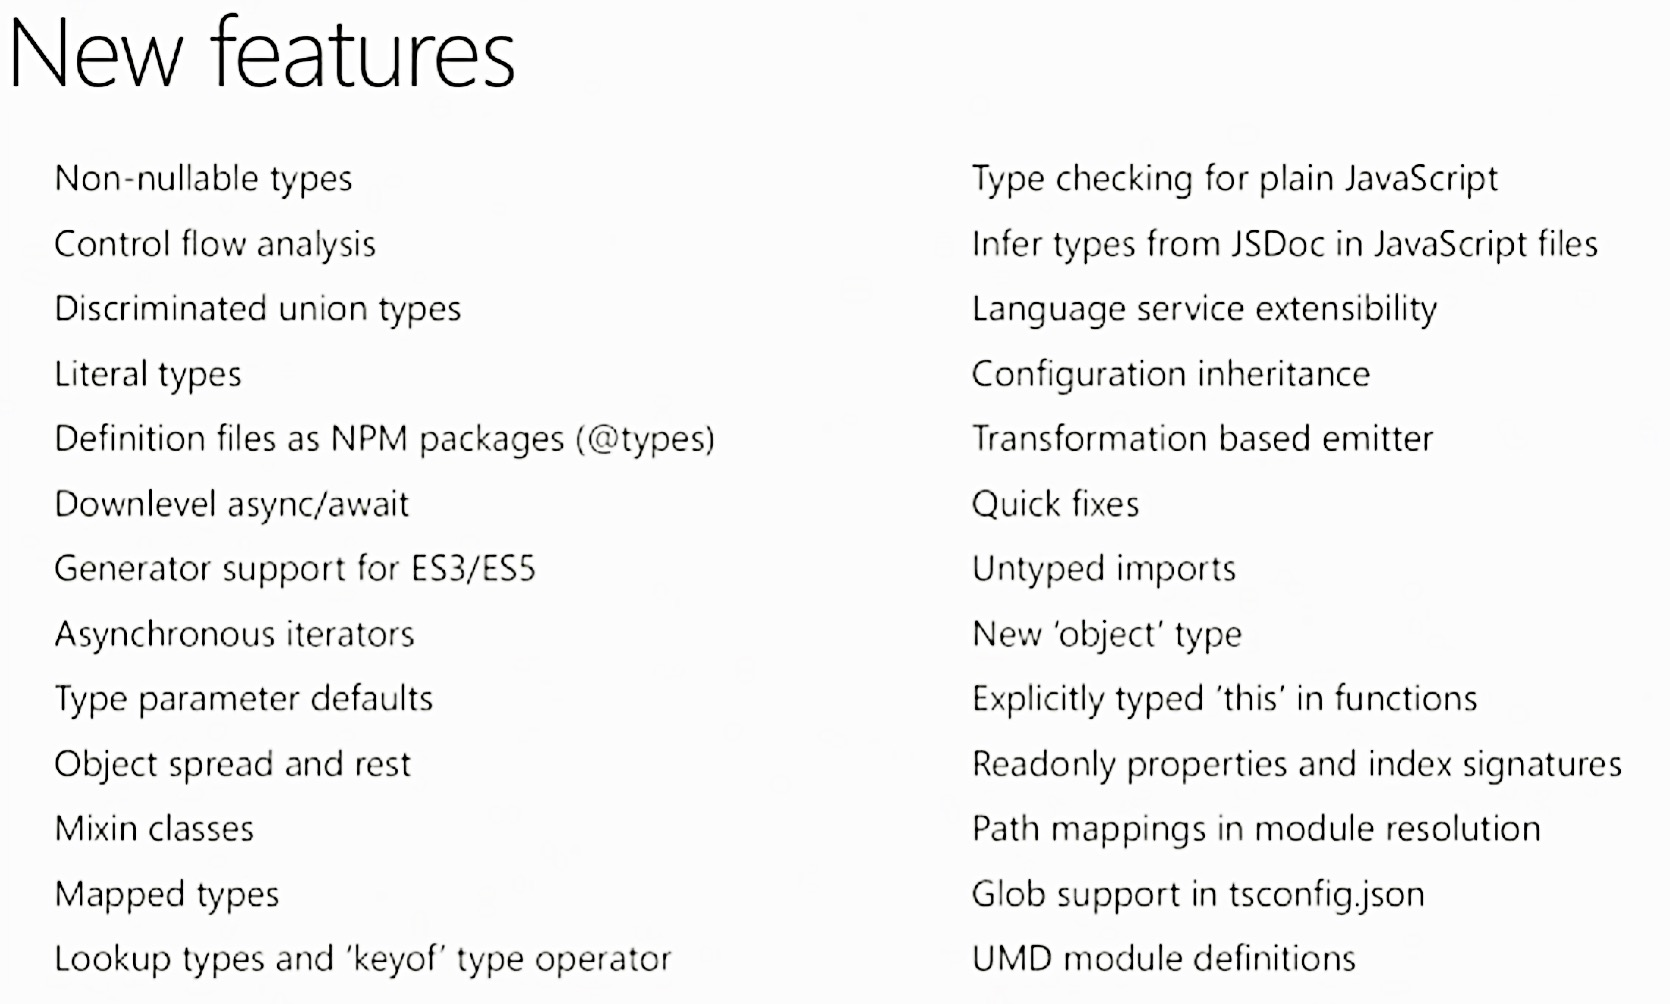 New features
Non-nullable types
Control flow analysis
Discriminated union types
Literal types
Definition files as NPM packages (@types)
Downlevel async/await
Generator support for ES3/ES5
Asynchronous iterators
Type parameter defaults
Object spread and rest
Mixin classes
Mapped types
Lookup types and 'keyof' type operator
Type checking for plain JavaScript
Infer types from JSDoc in JavaScript files
Language service extensibility
Configuration inheritance
Transformation based emitter
Quick fixes
Untyped imports
New 'object' type
Explicitly typed 'this' in functions
Readonly properties and index signatures
Path mappings in module resolution
Glob support in tsconfig.json
UMD module definitions